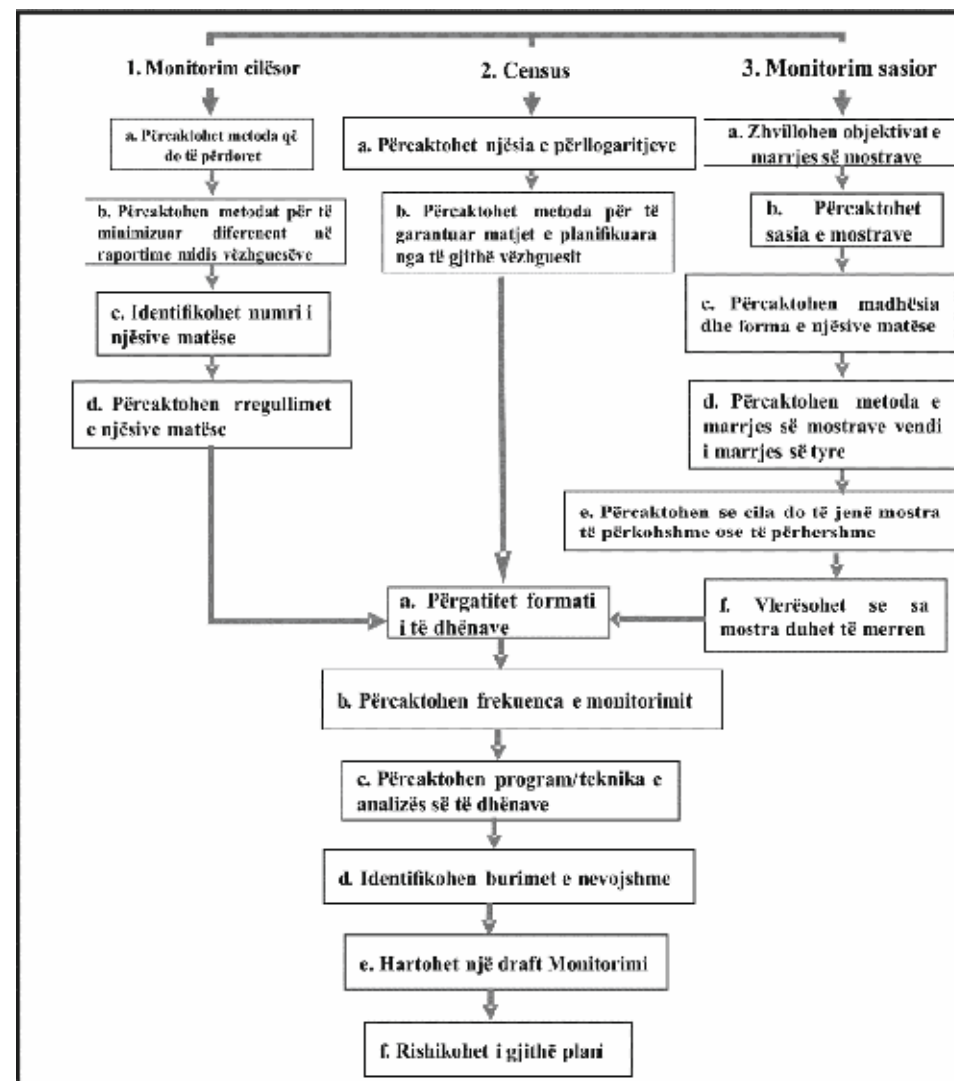 1. Monitorim cilësor
a. Përcaktohet metoda që
do të përdoret
b. Përcaktohen metodat për të
minimizuar diferent në
raportime midis vëzhguesëve
c. Identifikohet numri i
njësive matëse
d. Përcaktohen rregullimet
e njësive matëse
2. Census
a. Përcaktohet njësia e përllogaritjeve
b. Përcaktohet metoda për të
garantuar matjet e planifikuara
nga të gjithë vëzhguesit
3. Monitorim sasior
a. Zhvillohen objektivat e
marrjes së mostrave
b. Përcaktohet
sasia e mostrave
c. Përcaktohen madhësia
dhe forma e njësive matëse
d. Përcaktohen metoda e
marrjes së mostrave vendi
i marrjes së tyre
e. Përcaktohen se cila do të jenë mostra
të përkohshme ose të përhershme
f. Vlerësohet se sa
mostra duhet të merren
a. Përgatitet formati
i të dhënave
b. Përcaktohen frekuenca e monitorimit
c. Përcaktohen program/teknika e
analizës së të dhënave
d. Identifikohen burimet e nevojshme
e. Hartohet një draft Monitorimi
f. Rishikohet i gjithë plani